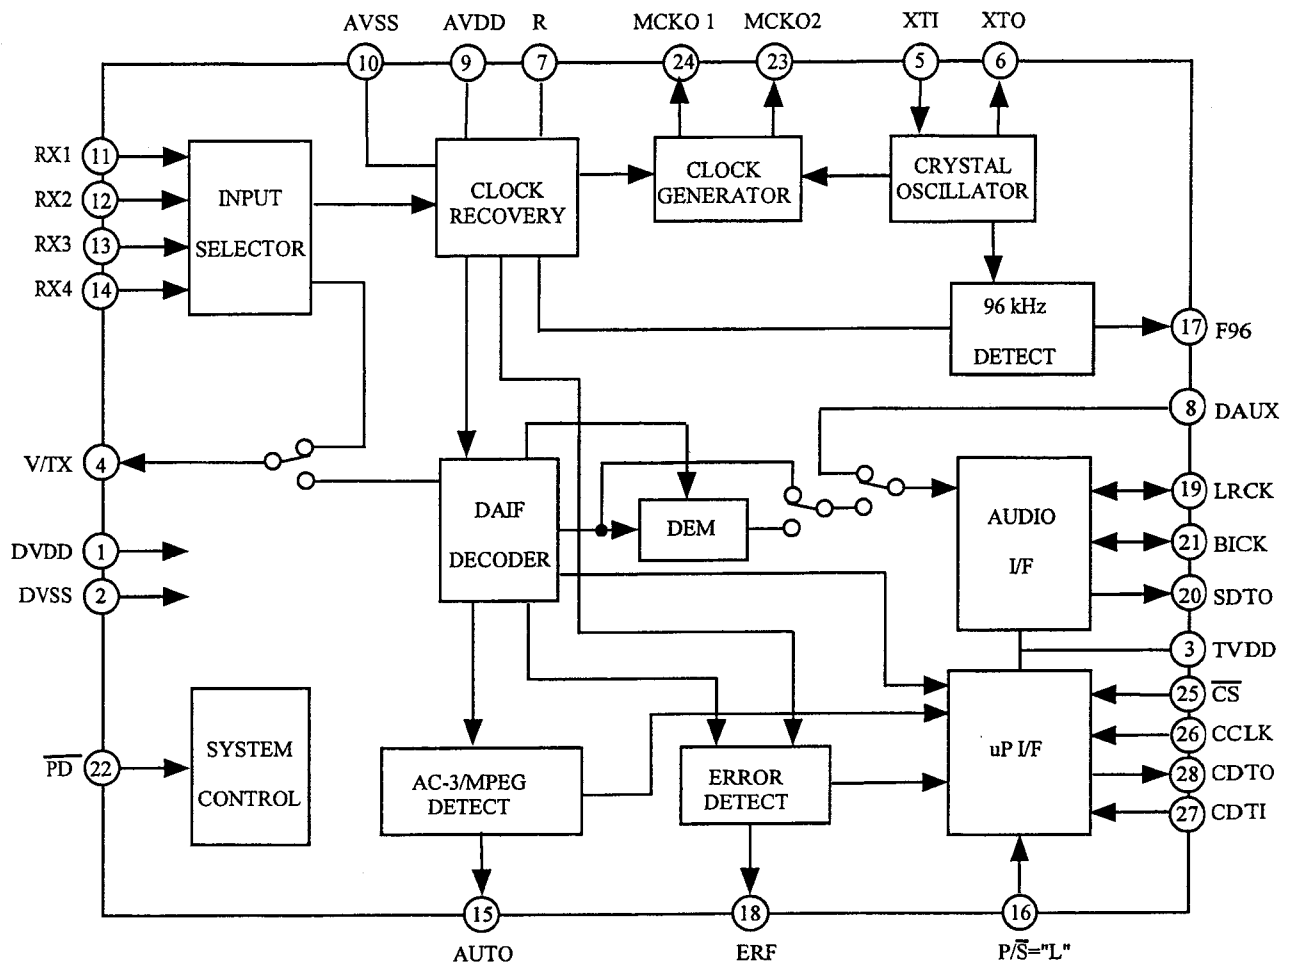 AVSS AVDD R MCKO 1 MCKO2 XTI XTO
10 9 7 24 23 5 6
RX1 11
RX2 12
RX3 13
RX4 14
INPUT
SELECTOR
CLOCK
RECOVERY
CLOCK
GENERATOR
CRYSTAL
OSCILLATOR
96 kHz
DETECT
17 F96
8 DAUX
V/TX 4
DAIF
DECODER
DEM
AUDIO
I/F
19 LRCK
21 BICK
20 SDTO
DVDD 1
DVSS 2
3 TVDD
25 C̅S̅
26 CCLK
28 CDTO
27 CDTI
uP I/F
P̅D̅ 22
SYSTEM
CONTROL
AC-3/MPEG
DETECT
ERROR
DETECT
15 18 16
AUTO ERF P/S̅="L"